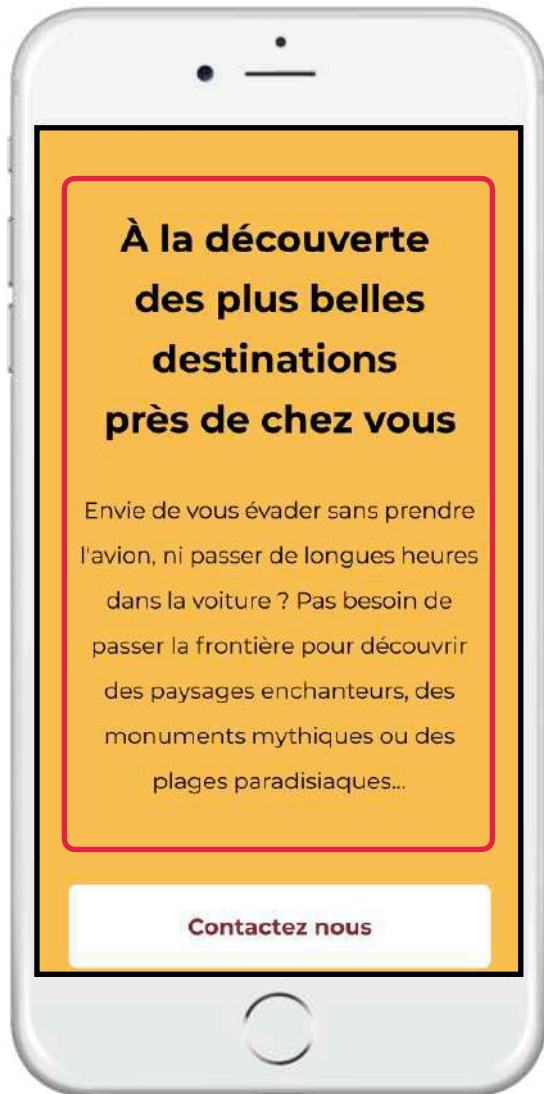 À la découverte
des plus belles
destinations
près de chez vous
Envie de vous évader sans prendre
l'avion, ni passer de longues heures
dans la voiture ? Pas besoin de
passer la frontière pour découvrir
des paysages enchanteurs, des
monuments mythiques ou des
plages paradisiaques...
Contactez nous